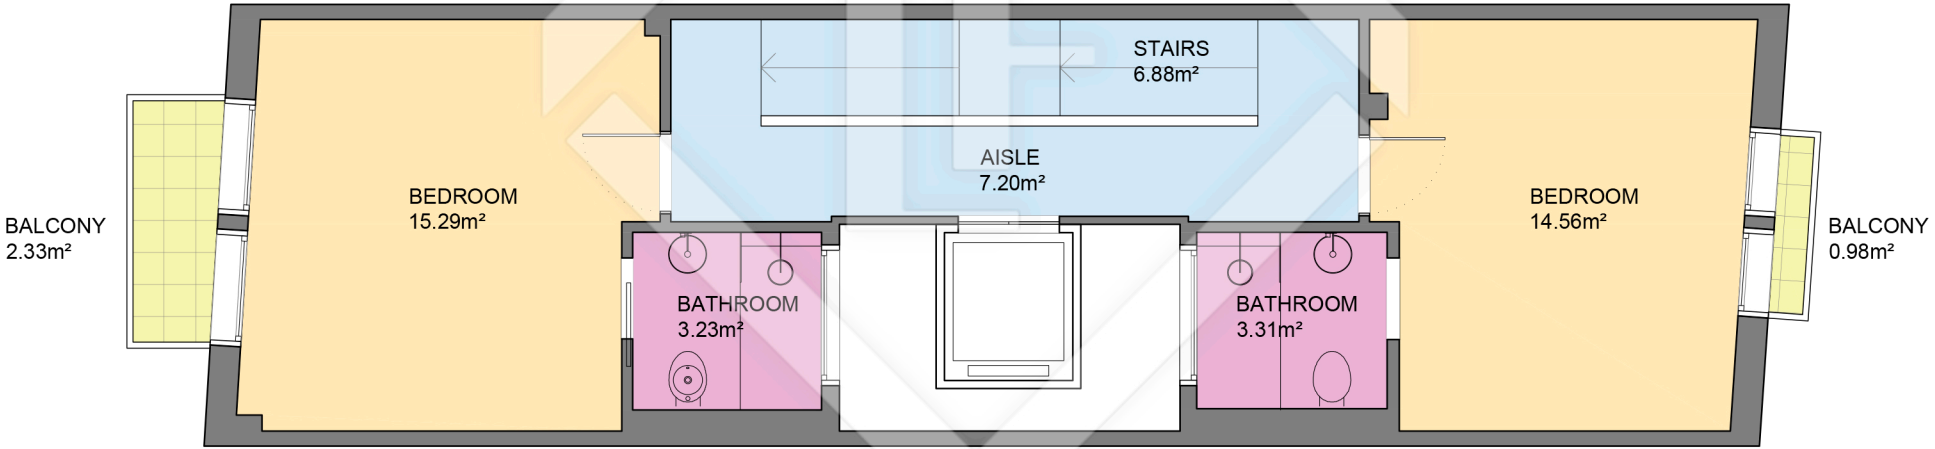 STAIRS
6.88m²
AISLE
7.20m²
BEDROOM
15.29m²
BEDROOM
14.56m²
BALCONY
2.33m²
BALCONY
0.98m²
BATHROOM
3.23m²
BATHROOM
3.31m²